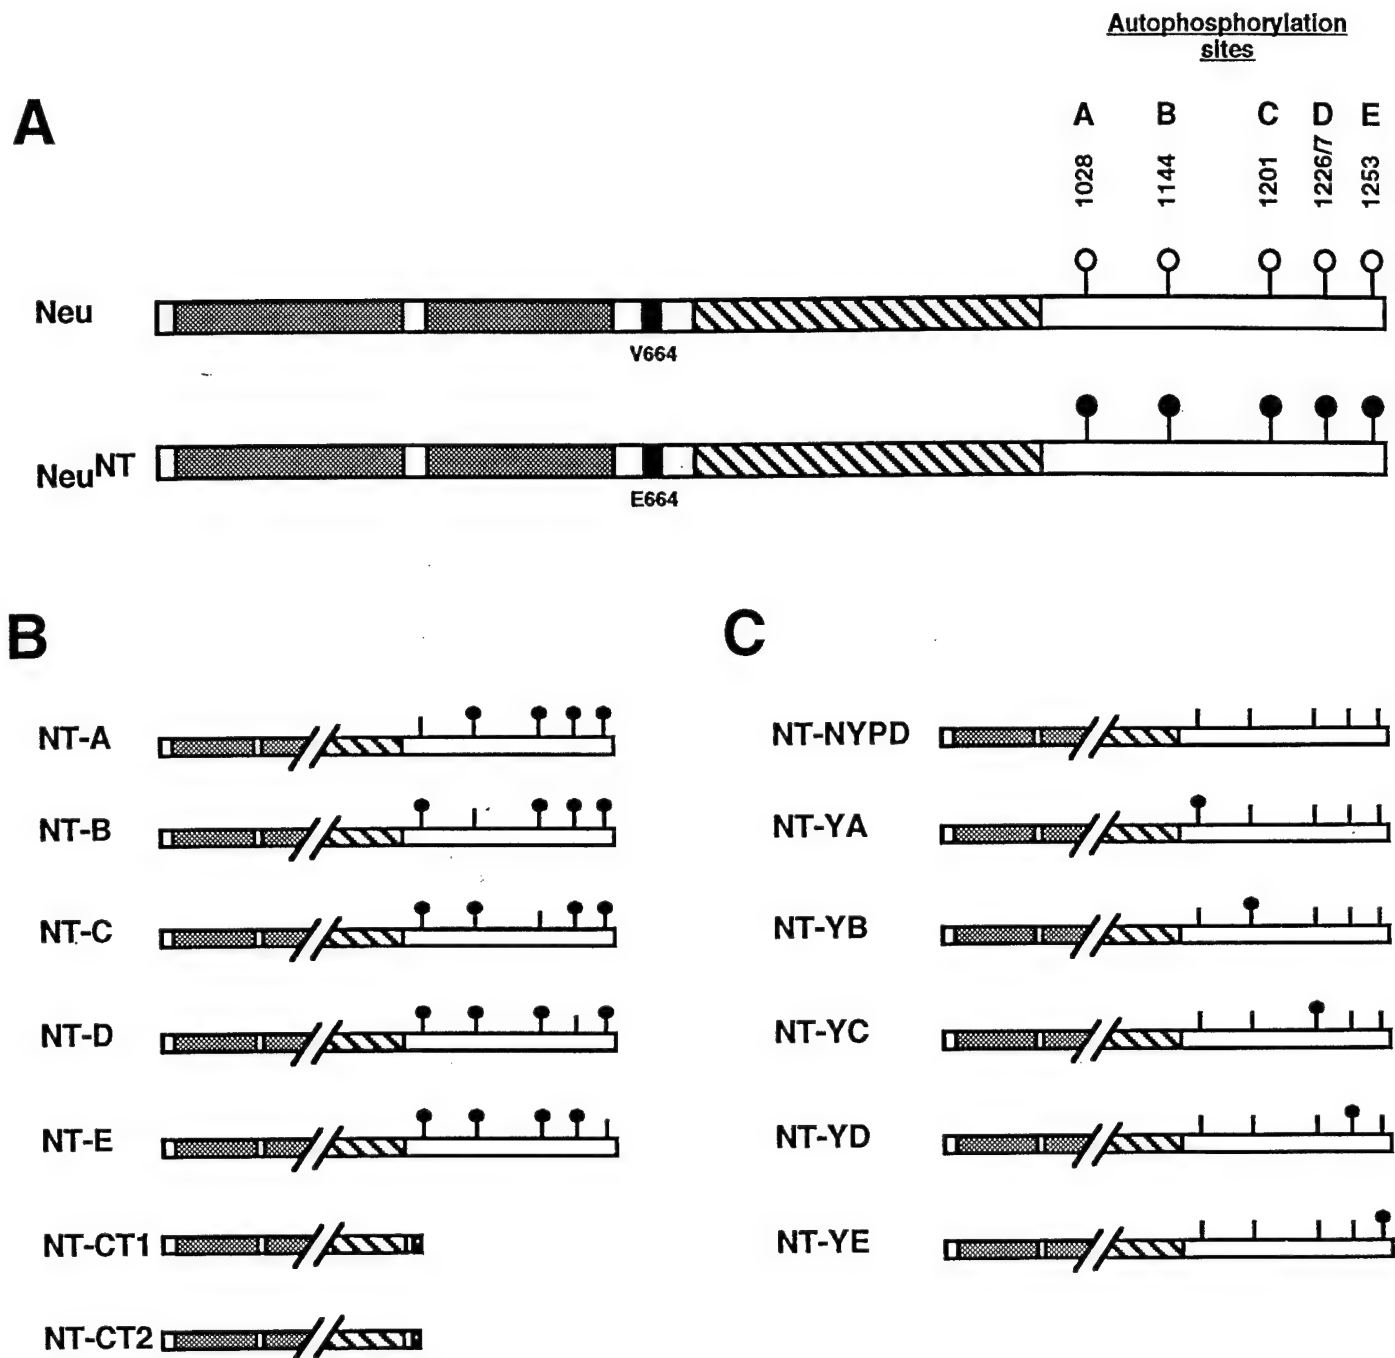 Autophosphorylation
sites
A
A B C D E
1028 1144 1201 1226/7 1253
Neu
V664
NeuNT
E664
B
C
NT-A
NT-B
NT-C
NT-D
NT-E
NT-CT1
NT-CT2
NT-NYPD
NT-YA
NT-YB
NT-YC
NT-YD
NT-YE